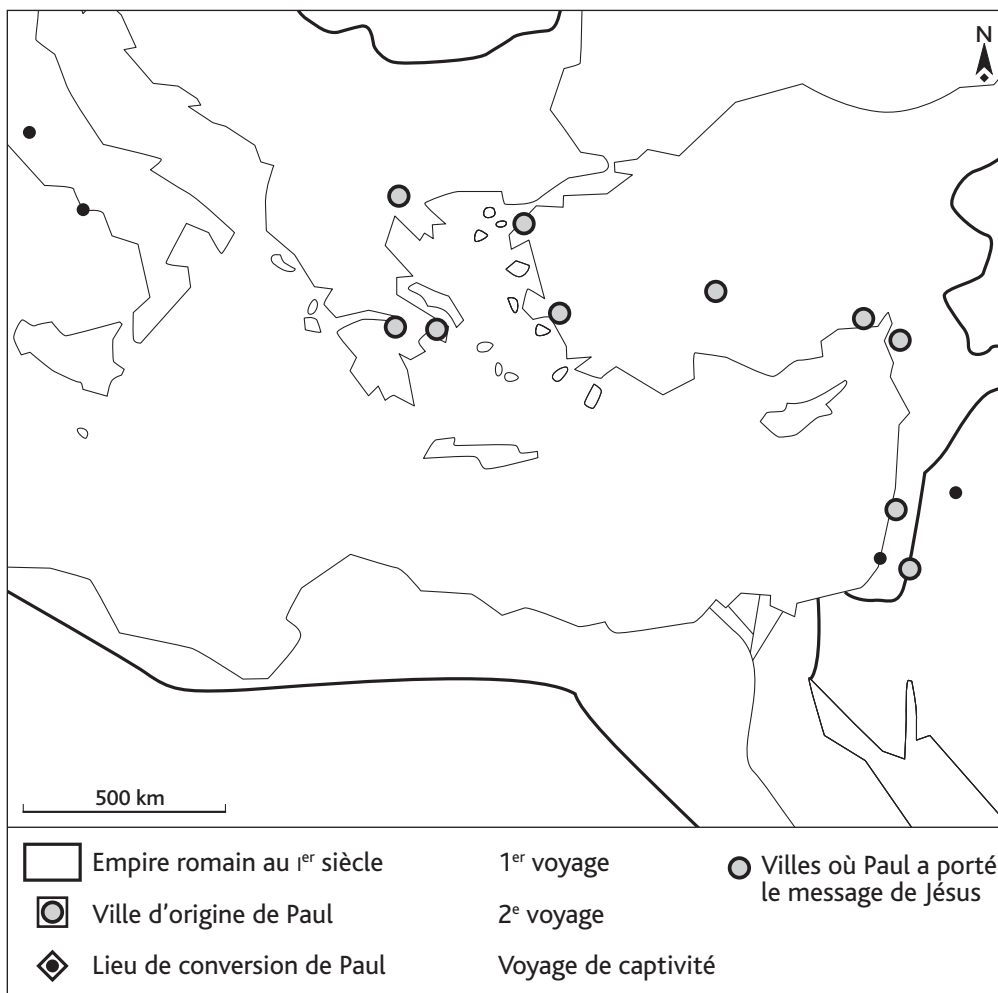 N
500 km
Empire romain au Ier siècle
Ville d'origine de Paul
Lieu de conversion de Paul
1er voyage
2e voyage
Voyage de captivité
Villes où Paul a porté
le message de Jésus